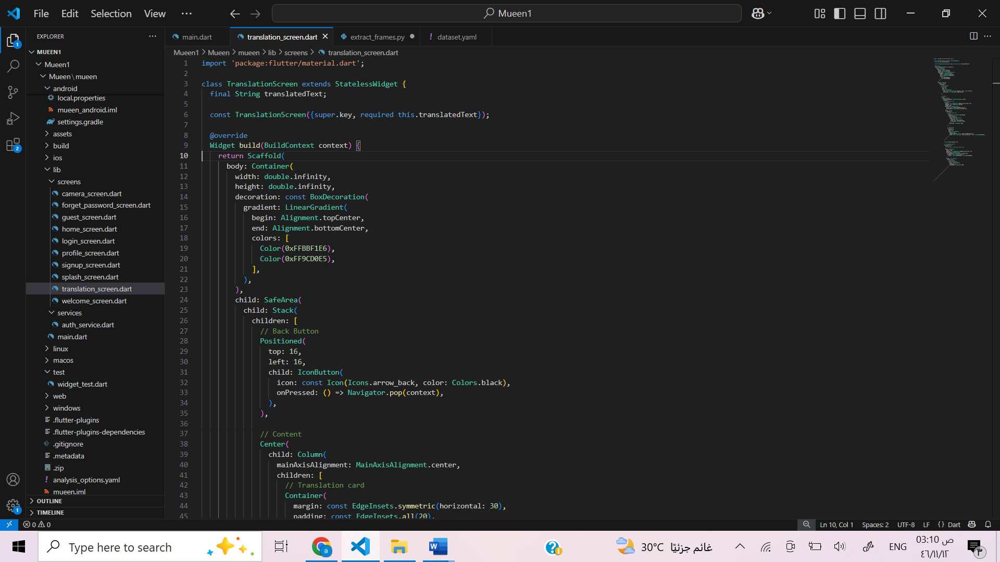 File Edit Selection View
Mueen1
EXPLORER
MUEEN1
Mueen1
Mueen\mueen
android
local.properties
mueen_android.iml
settings.gradle
assets
build
ios
lib
screens
camera_screen.dart
forget_password_screen.dart
guest_screen.dart
home_screen.dart
login_screen.dart
profile_screen.dart
signup_screen.dart
splash_screen.dart
translation_screen.dart
welcome_screen.dart
services
auth_service.dart
main.dart
linux
macos
test
widget_test.dart
web
windows
.flutter-plugins
.flutter-plugins-dependencies
.gitignore
.metadata
.zip
analysis_options.yaml
mueen.iml
OUTLINE
TIMELINE
main.dart translation_screen.dart extract_frames.py dataset.yaml
Mueen1 > Mueen > mueen > lib > screens > translation_screen.dart
1 import 'package:flutter/material.dart';
2
3 class TranslationScreen extends StatelessWidget {
4 final String translatedText;
5
6 const TranslationScreen({super.key, required this.translatedText});
7
8 @override
9 Widget build(BuildContext context) {
10 return Scaffold(
11 body: Container(
12 width: double.infinity,
13 height: double.infinity,
14 decoration: const BoxDecoration(
15 gradient: LinearGradient(
16 begin: Alignment.topCenter,
17 end: Alignment.bottomCenter,
18 colors: [
19 Color(0xFFBBF1E6),
20 Color(0xFF9CD0E5),
21 ],
22 ),
23 ),
24 child: SafeArea(
25 child: Stack(
26 children: [
27 // Back Button
28 Positioned(
29 top: 16,
30 left: 16,
31 child: IconButton(
32 icon: const Icon(Icons.arrow_back, color: Colors.black),
33 onPressed: () => Navigator.pop(context),
34 ),
35 ),
36
37 // Content
38 Center(
39 child: Column(
40 mainAxisAlignment: MainAxisAlignment.center,
41 children: [
42 // Translation card
43 Container(
44 margin: const EdgeInsets.symmetric(horizontal: 30),
45 padding: const EdgeInsets.all(20),
0 0 Ln 10, Col 1 Spaces: 2 UTF-8 LF {} Dart
Type here to search
30°C غائم جزئيًا
ENG
03:10 ص
٤٦/١١/١٢
٣